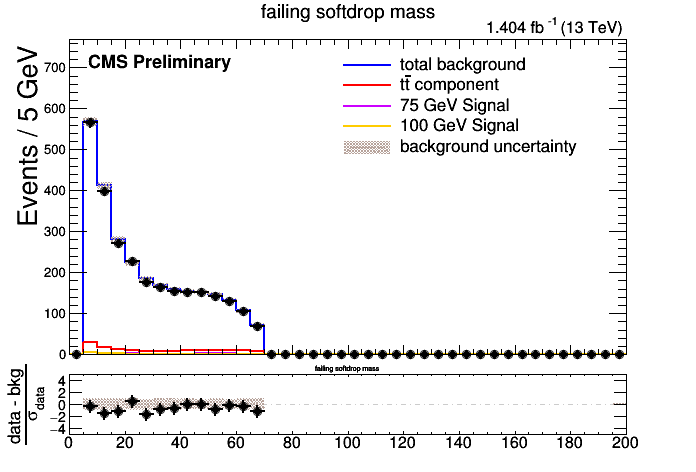 failing softdrop mass
1.404 fb⁻¹ (13 TeV)
CMS Preliminary
total background
tt̄ component
75 GeV Signal
100 GeV Signal
background uncertainty
Events / 5 GeV
700
600
500
400
300
200
100
0
failing softdrop mass
data - bkg
σ data
4
2
0
−2
−4
0 20 40 60 80 100 120 140 160 180 200